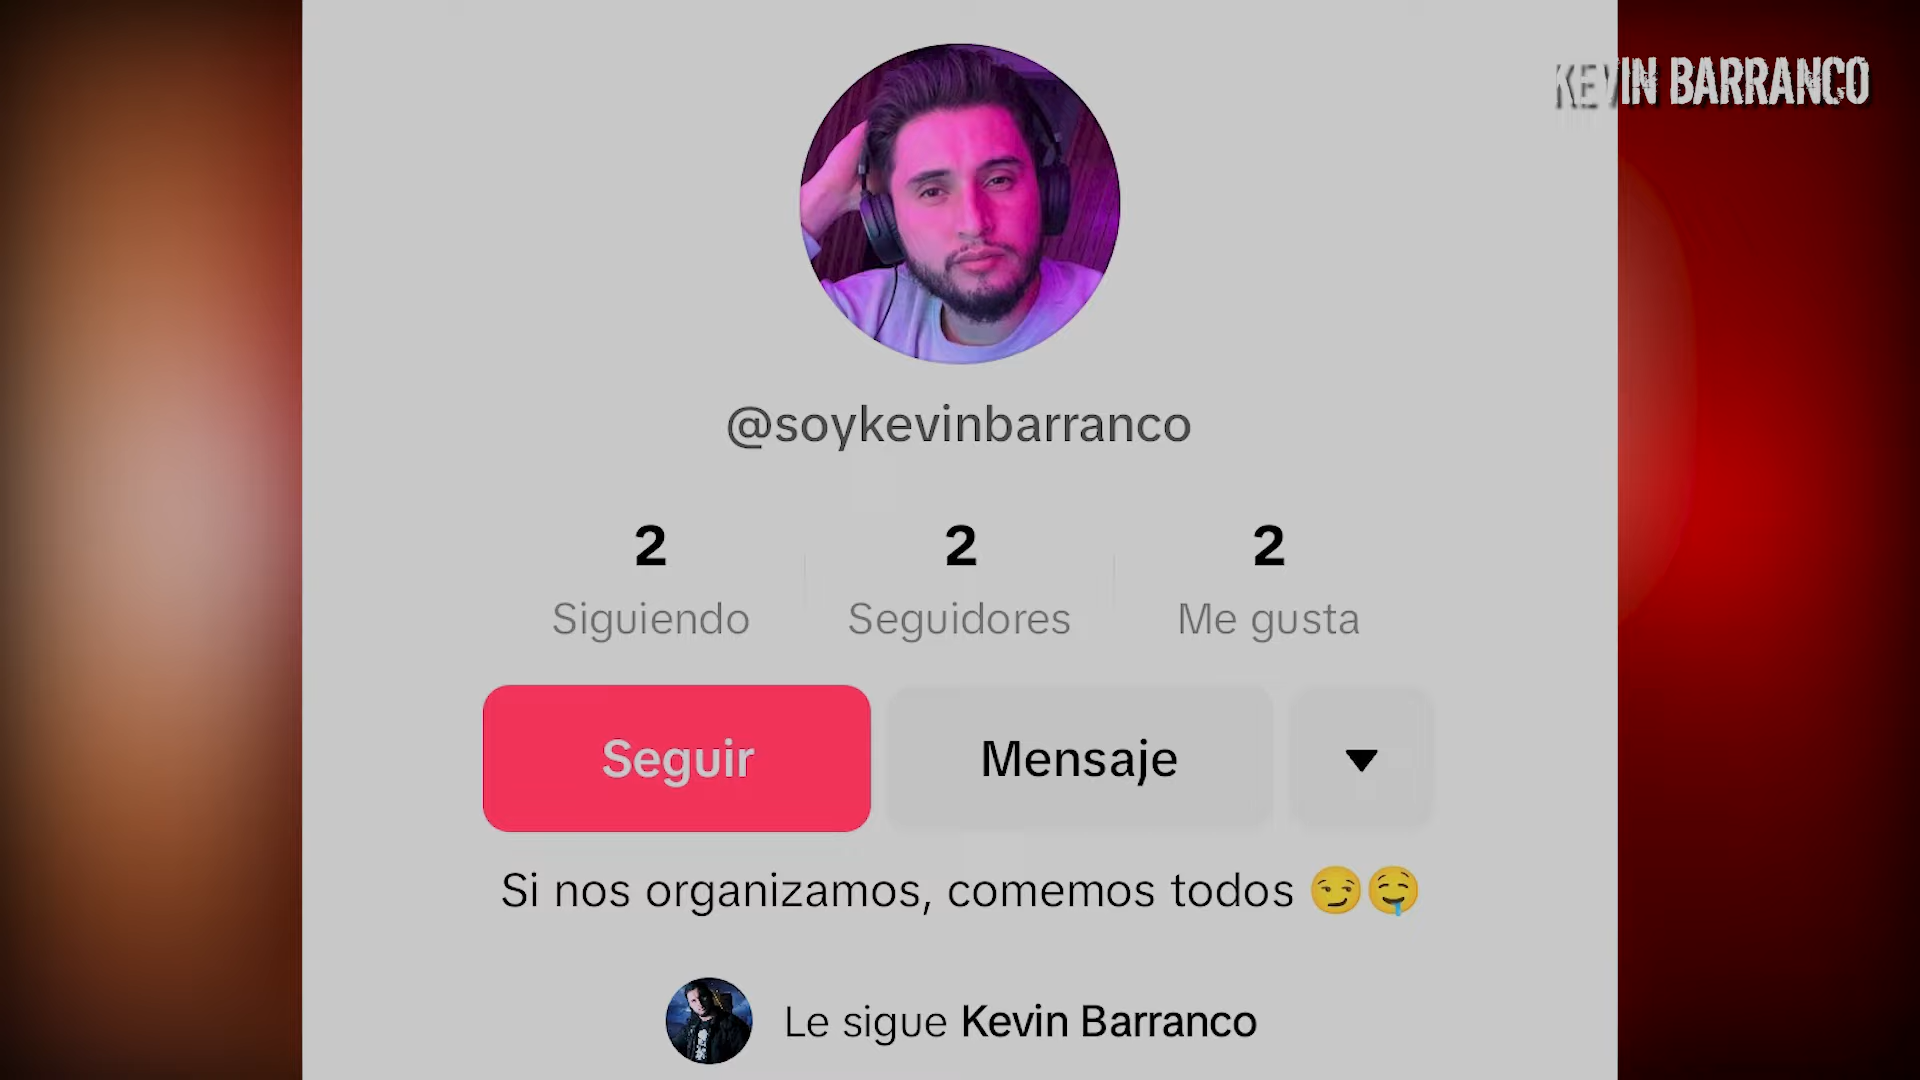 KEVIN BARRANCO
@soykevinbarranco
2 2 2
Siguiendo Seguidores Me gusta
Seguir Mensaje
Si nos organizamos, comemos todos 😏🤤
Le sigue Kevin Barranco